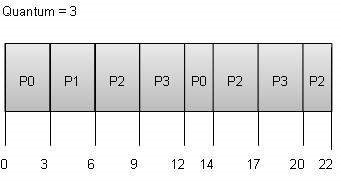 Quantum = 3
P0 P1 P2 P3 P0 P2 P3 P2
0 3 6 9 12 14 17 20 22